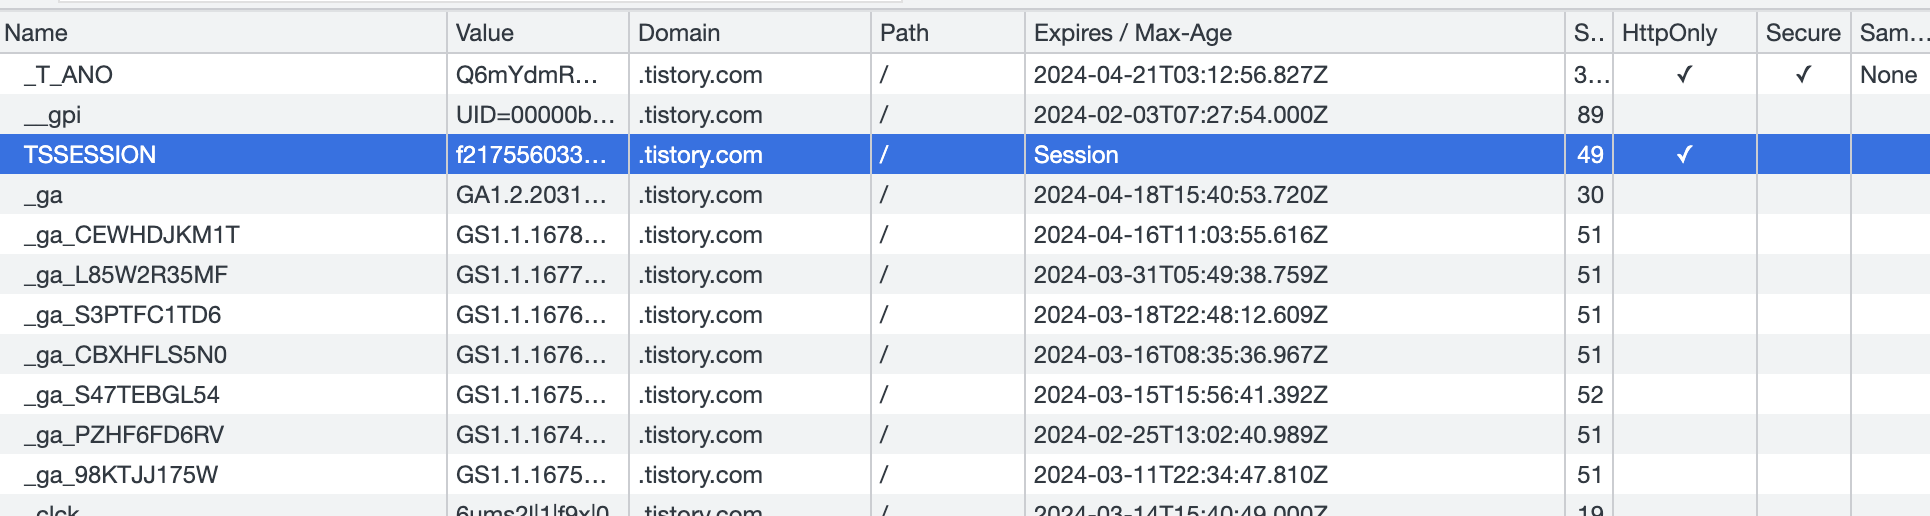 Name Value Domain Path Expires / Max-Age S.. HttpOnly Secure Sam...
_T_ANO Q6mYdmR... .tistory.com / 2024-04-21T03:12:56.827Z 3... ✓ ✓ None
__gpi UID=00000b... .tistory.com / 2024-02-03T07:27:54.000Z 89
TSSESSION f217556033... .tistory.com / Session 49 ✓
_ga GA1.2.2031... .tistory.com / 2024-04-18T15:40:53.720Z 30
_ga_CEWHDJKM1T GS1.1.1678... .tistory.com / 2024-04-16T11:03:55.616Z 51
_ga_L85W2R35MF GS1.1.1677... .tistory.com / 2024-03-31T05:49:38.759Z 51
_ga_S3PTFC1TD6 GS1.1.1676... .tistory.com / 2024-03-18T22:48:12.609Z 51
_ga_CBXHFLS5N0 GS1.1.1676... .tistory.com / 2024-03-16T08:35:36.967Z 51
_ga_S47TEBGL54 GS1.1.1675... .tistory.com / 2024-03-15T15:56:41.392Z 52
_ga_PZHF6FD6RV GS1.1.1674... .tistory.com / 2024-02-25T13:02:40.989Z 51
_ga_98KTJJ175W GS1.1.1675... .tistory.com / 2024-03-11T22:34:47.810Z 51
_clck .tistory.com / 2024-03-14T15:40:49.000Z 19